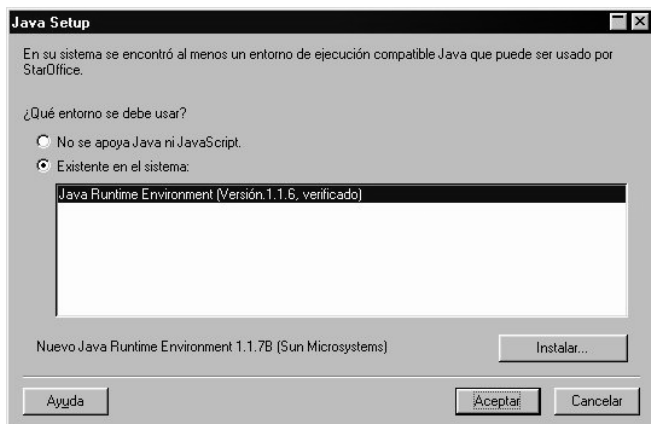 Java Setup
En su sistema se encontró al menos un entorno de ejecución compatible Java que puede ser usado por
StarOffice.
¿Qué entorno se debe usar?
No se apoya Java ni JavaScript.
Existente en el sistema:
Java Runtime Environment (Versión.1.1.6, verificado)
Nuevo Java Runtime Environment 1.1.7B (Sun Microsystems)
Instalar...
Ayuda
Aceptar
Cancelar